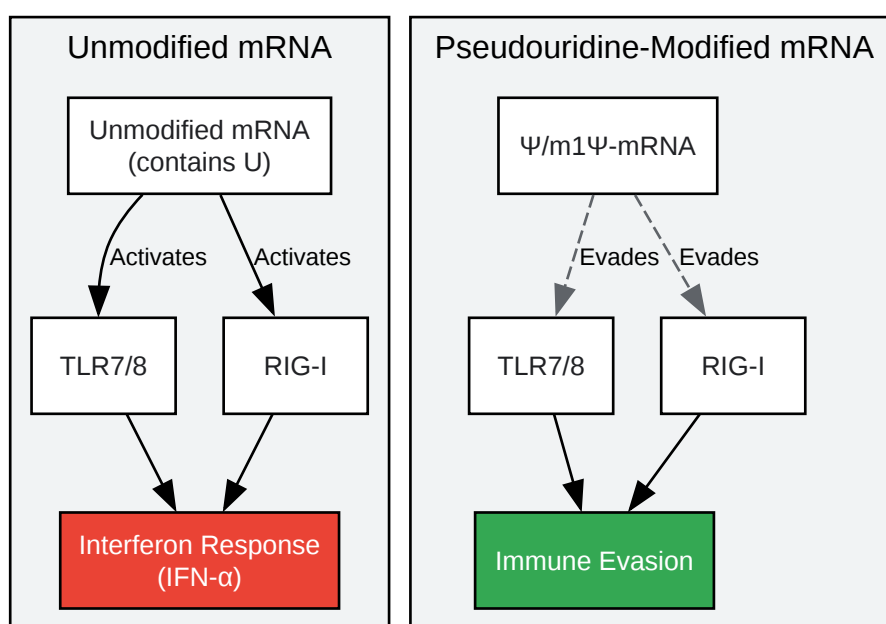 Unmodified mRNA
Unmodified mRNA
(contains U)
Activates
Activates
TLR7/8
RIG-I
Interferon Response
(IFN-α)
Pseudouridine-Modified mRNA
Ψ/m1Ψ-mRNA
Evades
Evades
TLR7/8
RIG-I
Immune Evasion